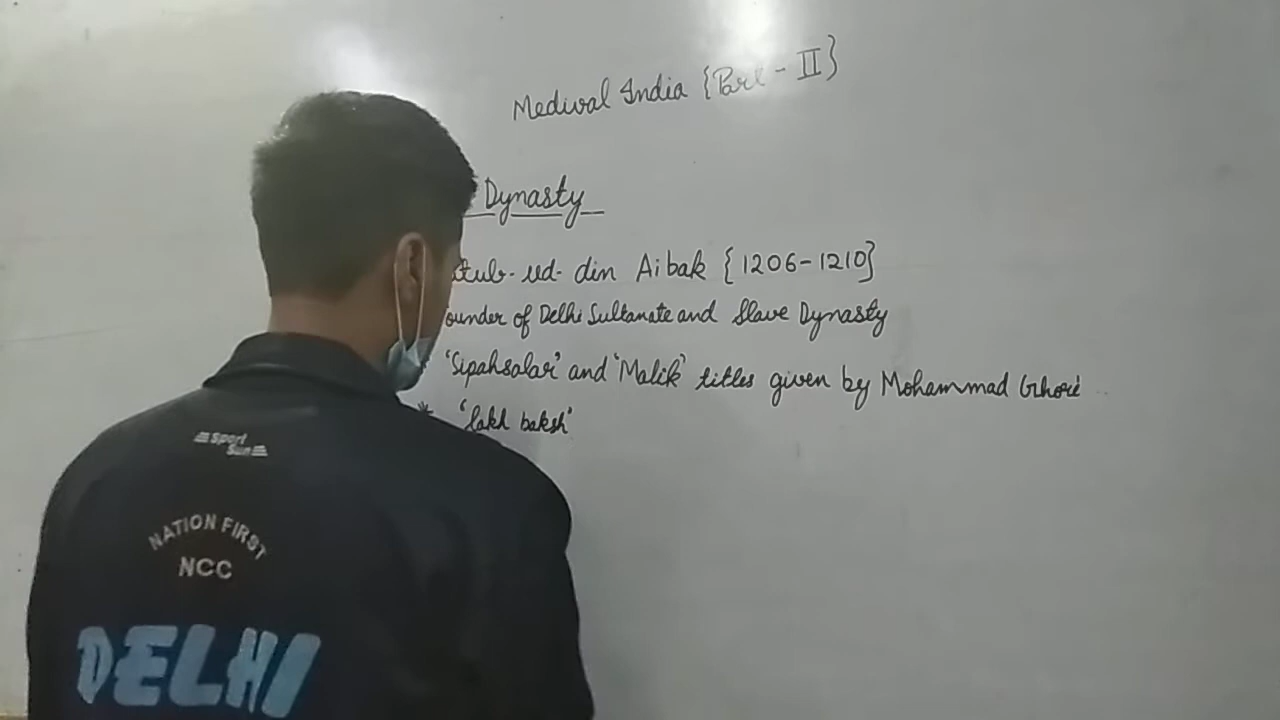 Medival India {Part - II}
Dynasty
tub-ud-din Aibak {1206-1210}
ounder of Delhi Sultanate and Slave Dynasty
'Sipahsalar' and 'Malik' titles given by Mohammad Ghori
* 'lakh baksh'
Sport
Sun
NATION FIRST
NCC
DELHI